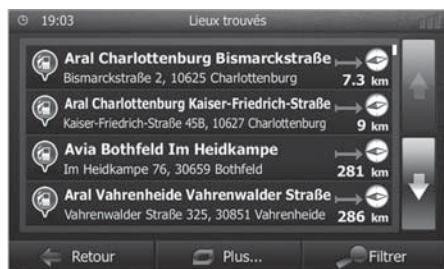 19:03 Lieux trouvés
Aral Charlottenburg Bismarckstraße
Bismarckstraße 2, 10625 Charlottenburg 7.3 km
Aral Charlottenburg Kaiser-Friedrich-Straße
Kaiser-Friedrich-Straße 45B, 10627 Charlottenburg 9 km
Avia Bothfeld Im Heidkampe
Im Heidkampe 76, 30659 Bothfeld 281 km
Aral Vahrenheide Vahrenwalder Straße
Vahrenwalder Straße 325, 30851 Vahrenheide 286 km
Retour Plus... Filtrer